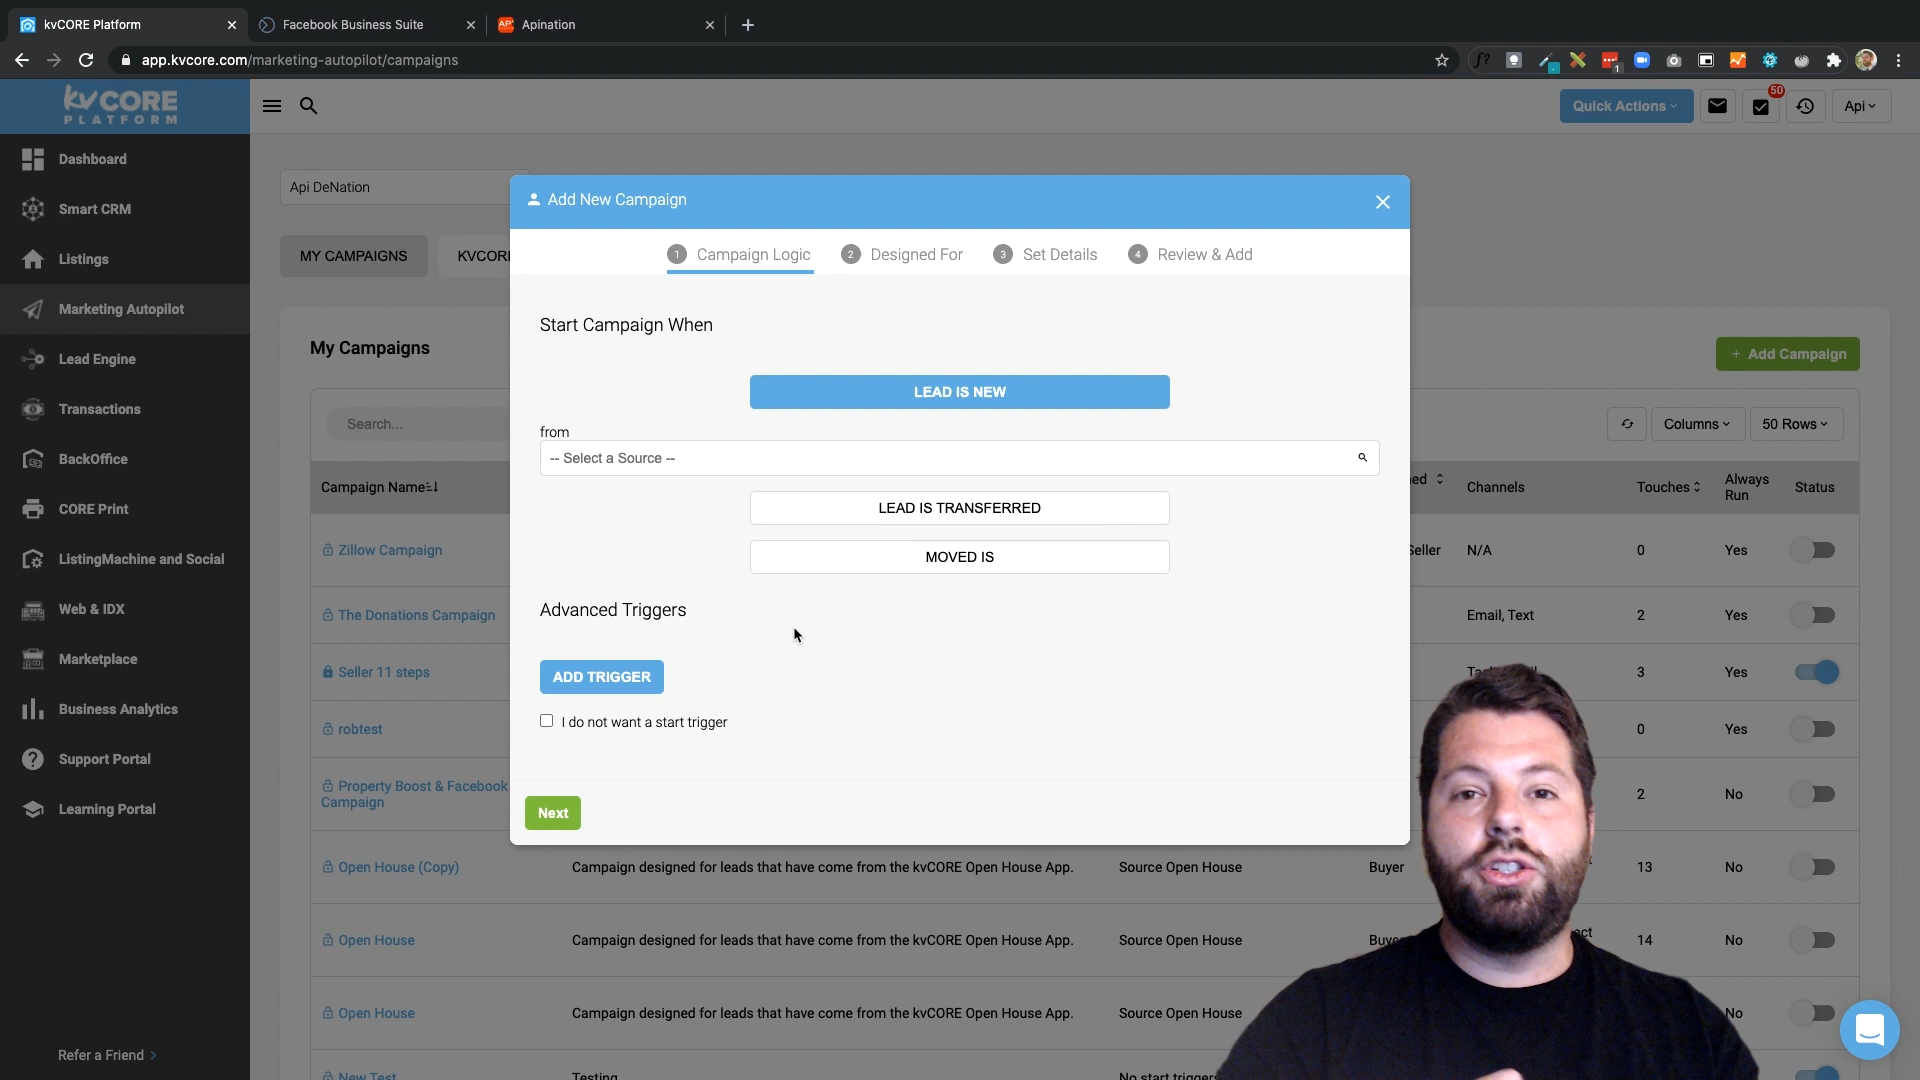 kvCORE Platform
Facebook Business Suite
Apination
app.kvcore.com/marketing-autopilot/campaigns
kvCORE
PLATFORM
Quick Actions
50
Api
Dashboard
Smart CRM
Listings
Marketing Autopilot
Lead Engine
Transactions
BackOffice
CORE Print
ListingMachine and Social
Web & IDX
Marketplace
Business Analytics
Support Portal
Learning Portal
Refer a Friend >
Api DeNation
MY CAMPAIGNS
My Campaigns
+ Add Campaign
Search...
Columns
50 Rows
Campaign Name
Channels
Touches
Always
Run
Status
Zillow Campaign
N/A
0
Yes
The Donations Campaign
Email, Text
2
Yes
Seller 11 steps
3
Yes
robtest
0
Yes
Property Boost & Facebook
Campaign
2
No
Open House (Copy)
Campaign designed for leads that have come from the kvCORE Open House App.
Source Open House
Buyer
13
No
Open House
Campaign designed for leads that have come from the kvCORE Open House App.
Source Open House
14
No
Open House
Campaign designed for leads that have come from the kvCORE Open House App.
Source Open House
No
New Test
Testing
No start triggers
Add New Campaign
1 Campaign Logic
2 Designed For
3 Set Details
4 Review & Add
Start Campaign When
LEAD IS NEW
from
-- Select a Source --
LEAD IS TRANSFERRED
MOVED IS
Advanced Triggers
ADD TRIGGER
I do not want a start trigger
Next